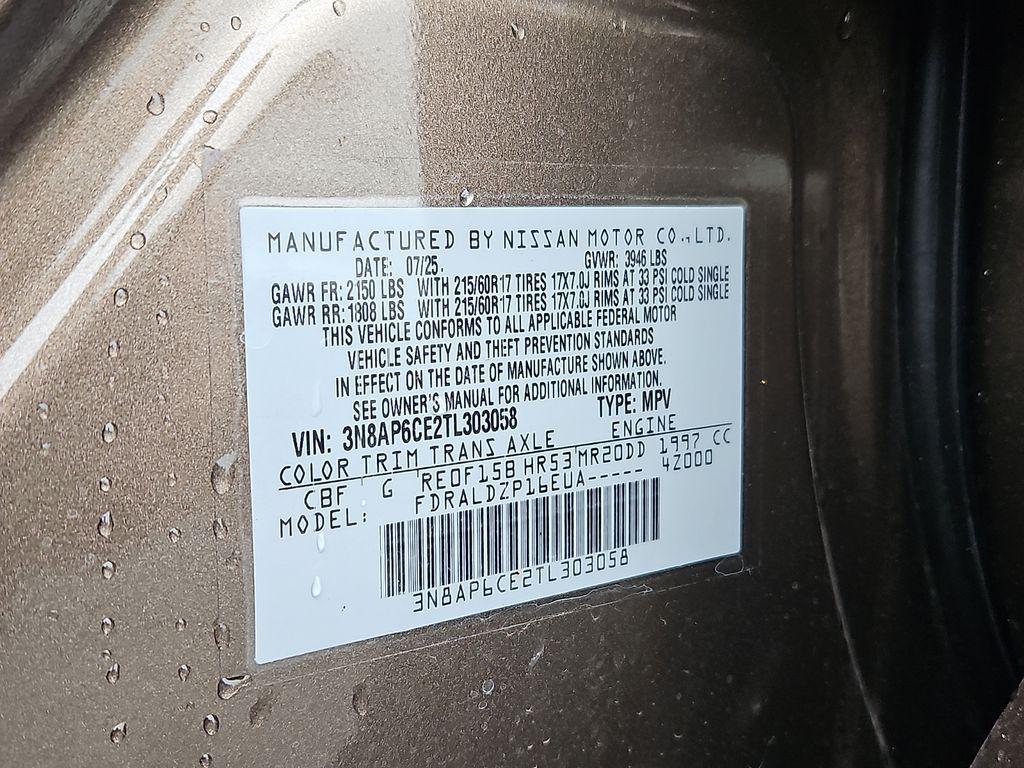 MANUFACTURED BY NISSAN MOTOR CO.,LTD.
DATE: 07/25. GVWR: 3946 LBS
GAWR FR: 2150 LBS WITH 215/60R17 TIRES 17X7.0J RIMS AT 33 PSI COLD SINGLE
GAWR RR: 1808 LBS WITH 215/60R17 TIRES 17X7.0J RIMS AT 33 PSI COLD SINGLE
THIS VEHICLE CONFORMS TO ALL APPLICABLE FEDERAL MOTOR
VEHICLE SAFETY AND THEFT PREVENTION STANDARDS
IN EFFECT ON THE DATE OF MANUFACTURE SHOWN ABOVE.
SEE OWNER'S MANUAL FOR ADDITIONAL INFORMATION.
VIN: 3N8AP6CE2TL303058 TYPE: MPV
COLOR TRIM TRANS AXLE ENGINE
CBF G RE0F15B HR53 MR20DD 1997 CC
MODEL: FDRALDZP16EUA----- 4Z000
3N8AP6CE2TL303058